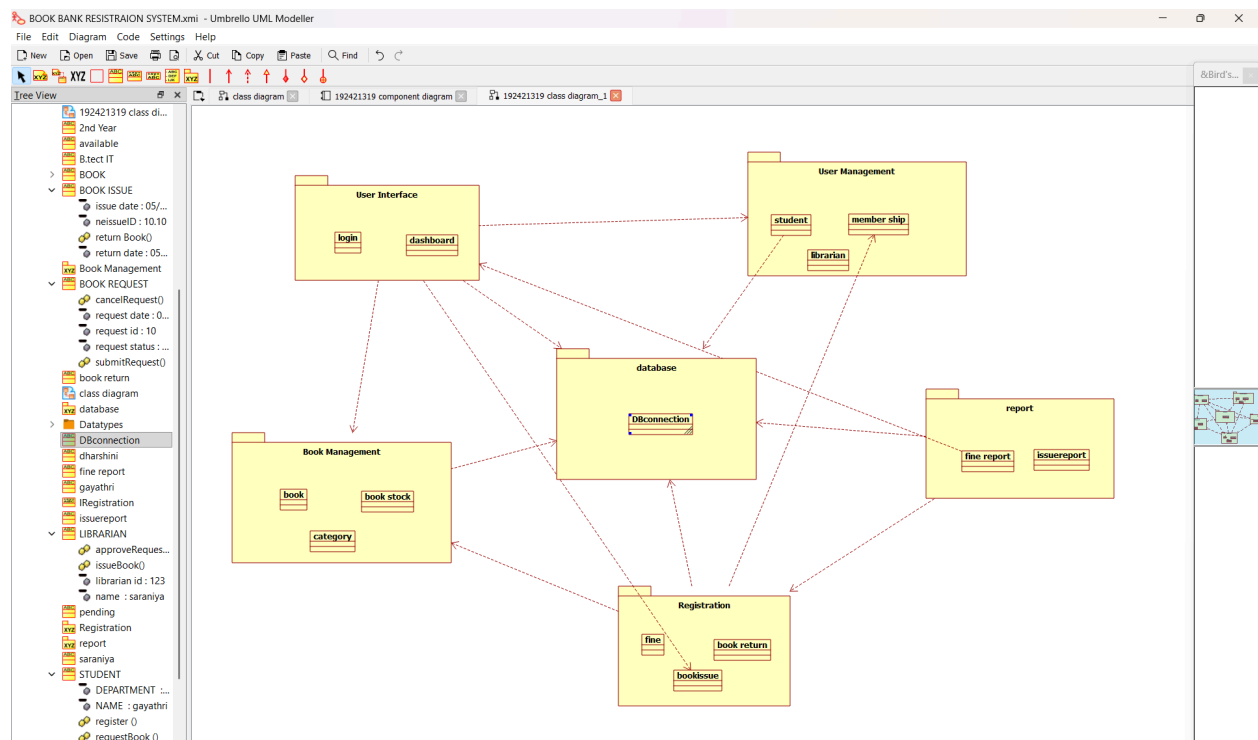 BOOK BANK RESISTRAION SYSTEM.xmi - Umbrello UML Modeller
File Edit Diagram Code Settings Help
New Open Save Cut Copy Paste Find
XYZ
Tree View
class diagram
192421319 component diagram
192421319 class diagram_1
&Bird's...
192421319 class di...
2nd Year
available
B.tect IT
BOOK
BOOK ISSUE
issue date : 05/...
neissueID : 10.10
return Book()
return date : 05...
Book Management
BOOK REQUEST
cancelRequest()
request date : 0...
request id : 10
request status : ...
submitRequest()
book return
class diagram
database
Datatypes
DBconnection
dharshini
fine report
gayathri
IRegistration
issuereport
LIBRARIAN
approveReques...
issueBook()
librarian id : 123
name : saraniya
pending
Registration
report
saraniya
STUDENT
DEPARTMENT :...
NAME : gayathri
register ()
requestBook ()
User Interface
login
dashboard
User Management
student
member ship
librarian
database
DBconnection
report
fine report
issuereport
Book Management
book
book stock
category
Registration
fine
book return
bookissue